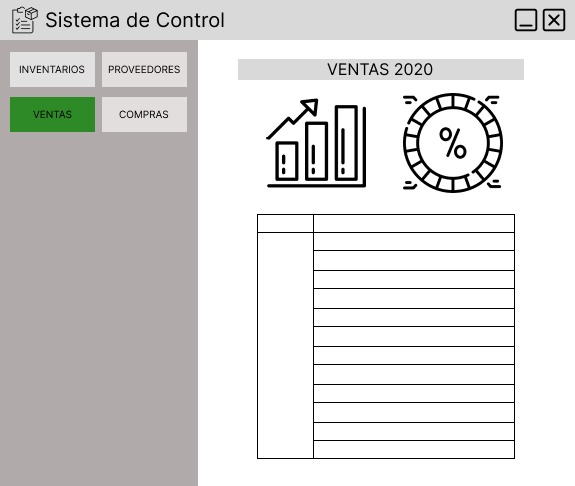 Sistema de Control
INVENTARIOS
PROVEEDORES
VENTAS
COMPRAS
VENTAS 2020
%